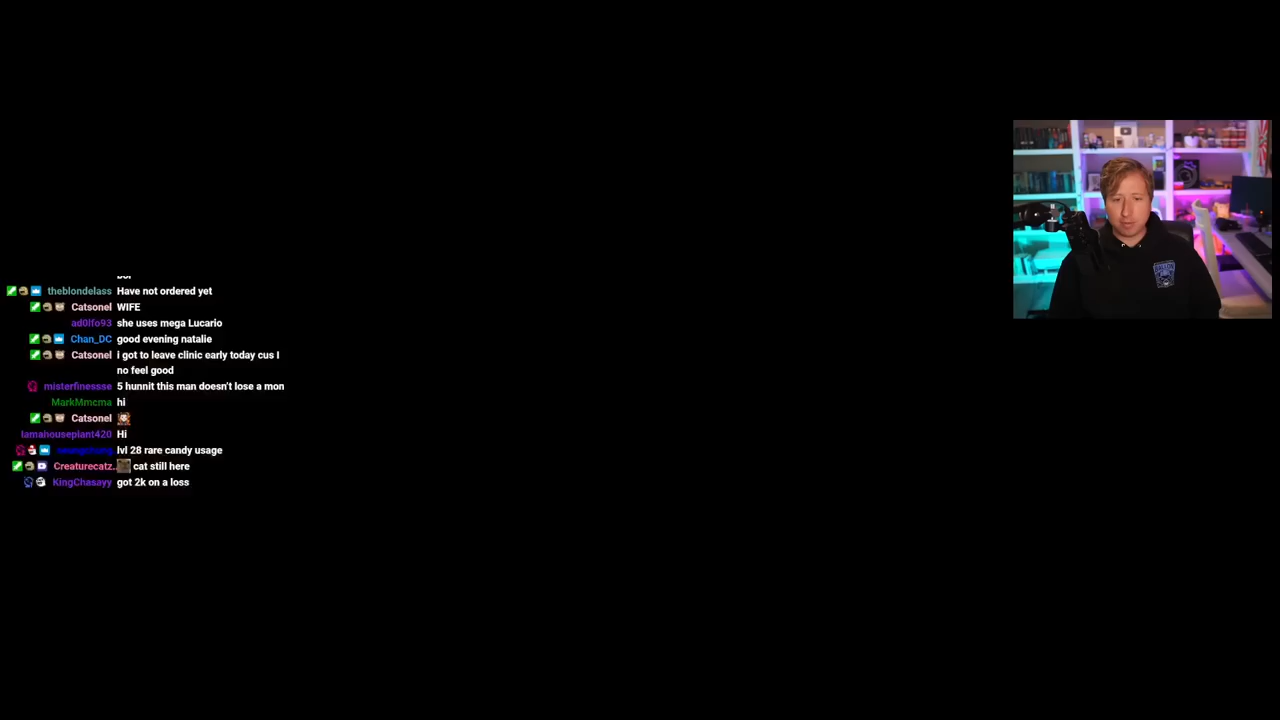 theblondelass Have not ordered yet
Catsonel WIFE
ad0lfo93 she uses mega Lucario
Chan_DC good evening natalie
Catsonel i got to leave clinic early today cus I
no feel good
misterfinessse 5 hunnit this man doesn't lose a mon
MarkMmcma hi
Catsonel
Iamahouseplant420 Hi
lvl 28 rare candy usage
Creaturecatz.. cat still here
KingChasayy got 2k on a loss